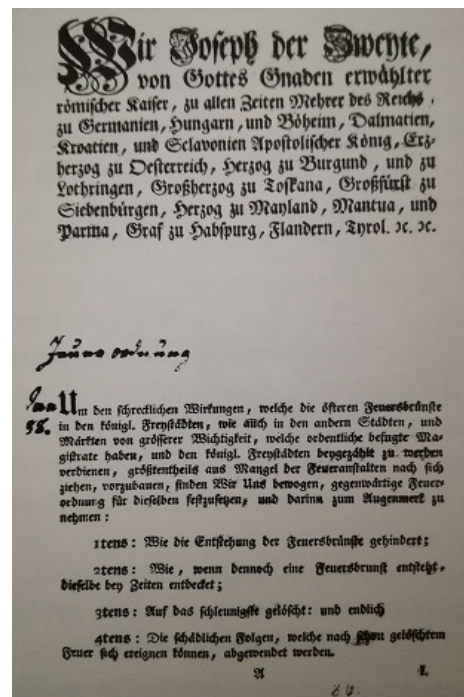 Wir Joseph der Zweyte,
von Gottes Gnaden erwählter
römischer Kaiser, zu allen Zeiten Mehrer des Reichs,
zu Germanien, Hungarn, und Böheim, Dalmatien,
Kroatien, und Sclavonien Apostolischer König, Erz-
herzog zu Oesterreich, Herzog zu Burgund, und zu
Lothringen, Großherzog zu Toskana, Großfürst zu
Siebenbürgen, Herzog zu Mayland, Mantua, und
Parma, Graf zu Habspurg, Flandern, Tyrol. ꝛc. ꝛc.
ordnung
Um den schrecklichen Wirkungen, welche die öfteren Feuersbrünste
98. in den königl. Freystädten, wie auch in den andern Städten, und
Märkten von grösserer Wichtigkeit, welche ordentliche befugte Ma-
gistrate haben, und den königl. Freystädten beygezählt zu werden
verdienen, größtentheils aus Mangel der Feueranstalten nach sich
ziehen, vorzubauen, finden Wir Uns bewogen, gegenwärtige Feuer-
ordnung für dieselben festzusetzen, und darinn zum Augenmerk zu
nehmen:
1tens: Wie die Entstehung der Feuersbrünste gehindert;
2tens: Wie, wenn dennoch eine Feuersbrunst entsteht,
dieselbe bey Zeiten entdecket;
3tens: Auf das schleunigste gelöscht: und endlich
4tens: Die schädlichen Folgen, welche nach schon gelöschtem
Feuer sich ereignen können, abgewendet werden.
A I.